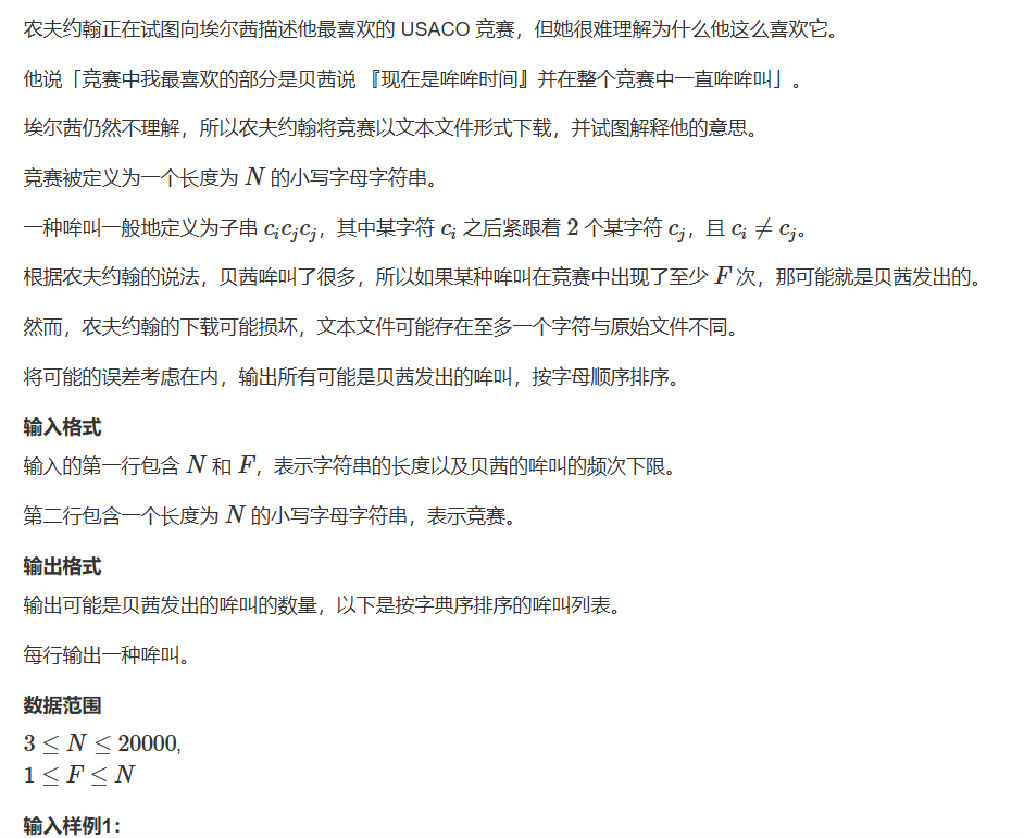 农夫约翰正在试图向埃尔茜描述他最喜欢的 USACO 竞赛，但她很难理解为什么他这么喜欢它。
他说「竞赛中我最喜欢的部分是贝茜说 『现在是哞哞时间』并在整个竞赛中一直哞哞叫」。
埃尔茜仍然不理解，所以农夫约翰将竞赛以文本文件形式下载，并试图解释他的意思。
竞赛被定义为一个长度为 N 的小写字母字符串。
一种哞叫一般地定义为子串 c_i c_j c_j，其中某字符 c_i 之后紧跟着 2 个某字符 c_j，且 c_i ≠ c_j。
根据农夫约翰的说法，贝茜哞叫了很多，所以如果某种哞叫在竞赛中出现了至少 F 次，那可能就是贝茜发出的。
然而，农夫约翰的下载可能损坏，文本文件可能存在至多一个字符与原始文件不同。
将可能的误差考虑在内，输出所有可能是贝茜发出的哞叫，按字母顺序排序。
输入格式
输入的第一行包含 N 和 F，表示字符串的长度以及贝茜的哞叫的频次下限。
第二行包含一个长度为 N 的小写字母字符串，表示竞赛。
输出格式
输出可能是贝茜发出的哞叫的数量，以下是按字典序排序的哞叫列表。
每行输出一种哞叫。
数据范围
3 ≤ N ≤ 20000,
1 ≤ F ≤ N
输入样例1：